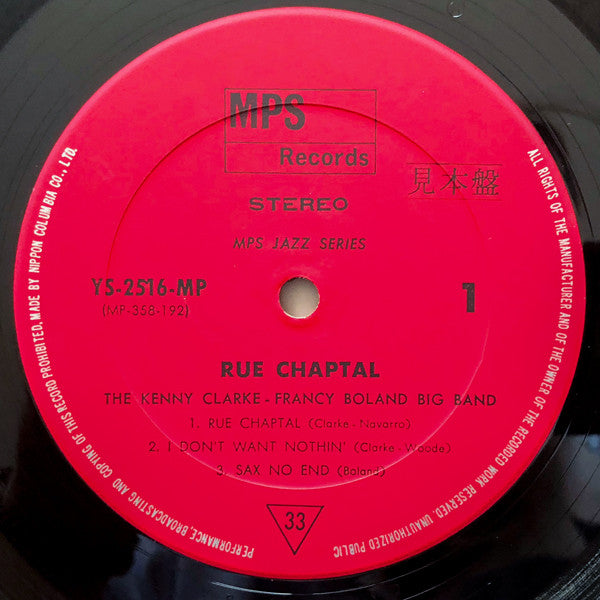 MPS
Records
見本盤
STEREO
MPS JAZZ SERIES
YS-2516-MP
(MP-358-192)
1
RUE CHAPTAL
THE KENNY CLARKE - FRANCY BOLAND BIG BAND
1. RUE CHAPTAL (Clarke - Navarro)
2. I DON'T WANT NOTHIN' (Clarke - Woode)
3. SAX NO END (Boland)
33
ALL RIGHTS OF THE MANUFACTURER AND OF THE OWNER OF THE RECORDED WORK RESERVED. UNAUTHORIZED PUBLIC PERFORMANCE, BROADCASTING AND COPYING OF THIS RECORD PROHIBITED. MADE BY NIPPON COLUMBIA CO., LTD.